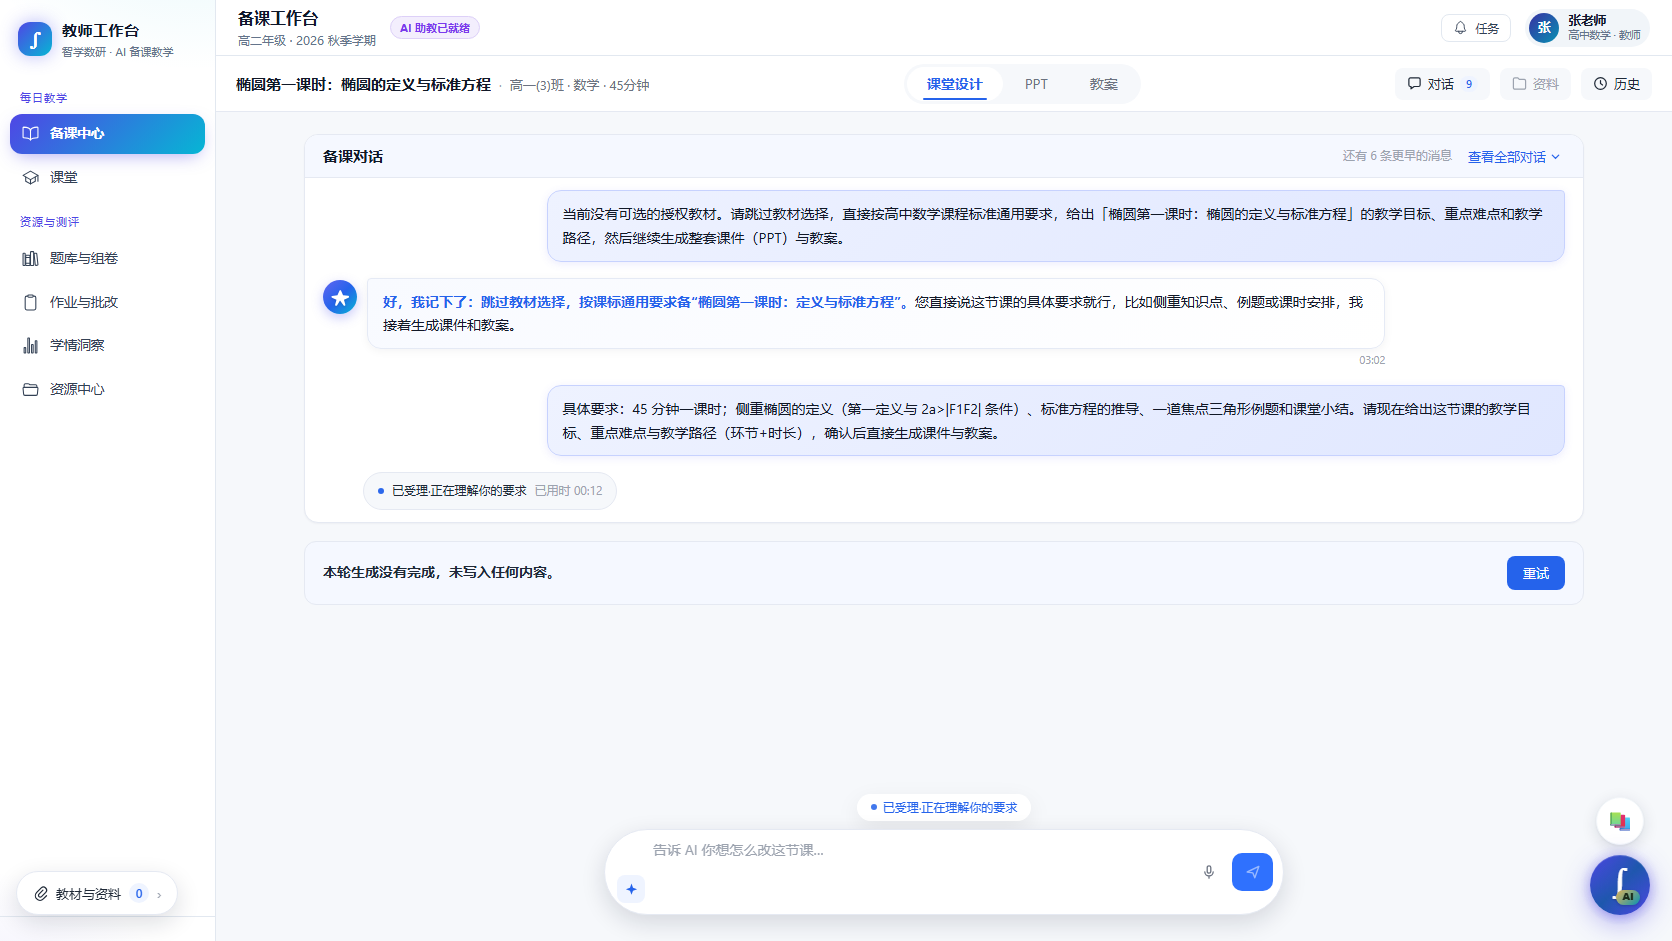 教师工作台
智学数研 · AI 备课教学
每日教学
备课中心
课堂
资源与测评
题库与组卷
作业与批改
学情洞察
资源中心
教材与资料 0 ›
备课工作台
高二年级 · 2026 秋季学期
AI 助教已就绪
任务
张
张老师
高中数学 · 教师
椭圆第一课时：椭圆的定义与标准方程 · 高一(3)班 · 数学 · 45分钟
课堂设计
PPT
教案
对话 9
资料
历史
备课对话
还有 6 条更早的消息
查看全部对话
当前没有可选的授权教材。请跳过教材选择，直接按高中数学课程标准通用要求，给出「椭圆第一课时：椭圆的定义与标准方程」的教学目标、重点难点和教学
路径，然后继续生成整套课件（PPT）与教案。
好，我记下了：跳过教材选择，按课标通用要求备“椭圆第一课时：定义与标准方程”。您直接说这节课的具体要求就行，比如侧重知识点、例题或课时安排，我
接着生成课件和教案。
03:02
具体要求：45 分钟一课时；侧重椭圆的定义（第一定义与 2a>|F1F2| 条件）、标准方程的推导、一道焦点三角形例题和课堂小结。请现在给出这节课的教学目
标、重点难点与教学路径（环节+时长），确认后直接生成课件与教案。
已受理·正在理解你的要求 已用时 00:12
本轮生成没有完成，未写入任何内容。
重试
已受理·正在理解你的要求
告诉 AI 你想怎么改这节课...
AI